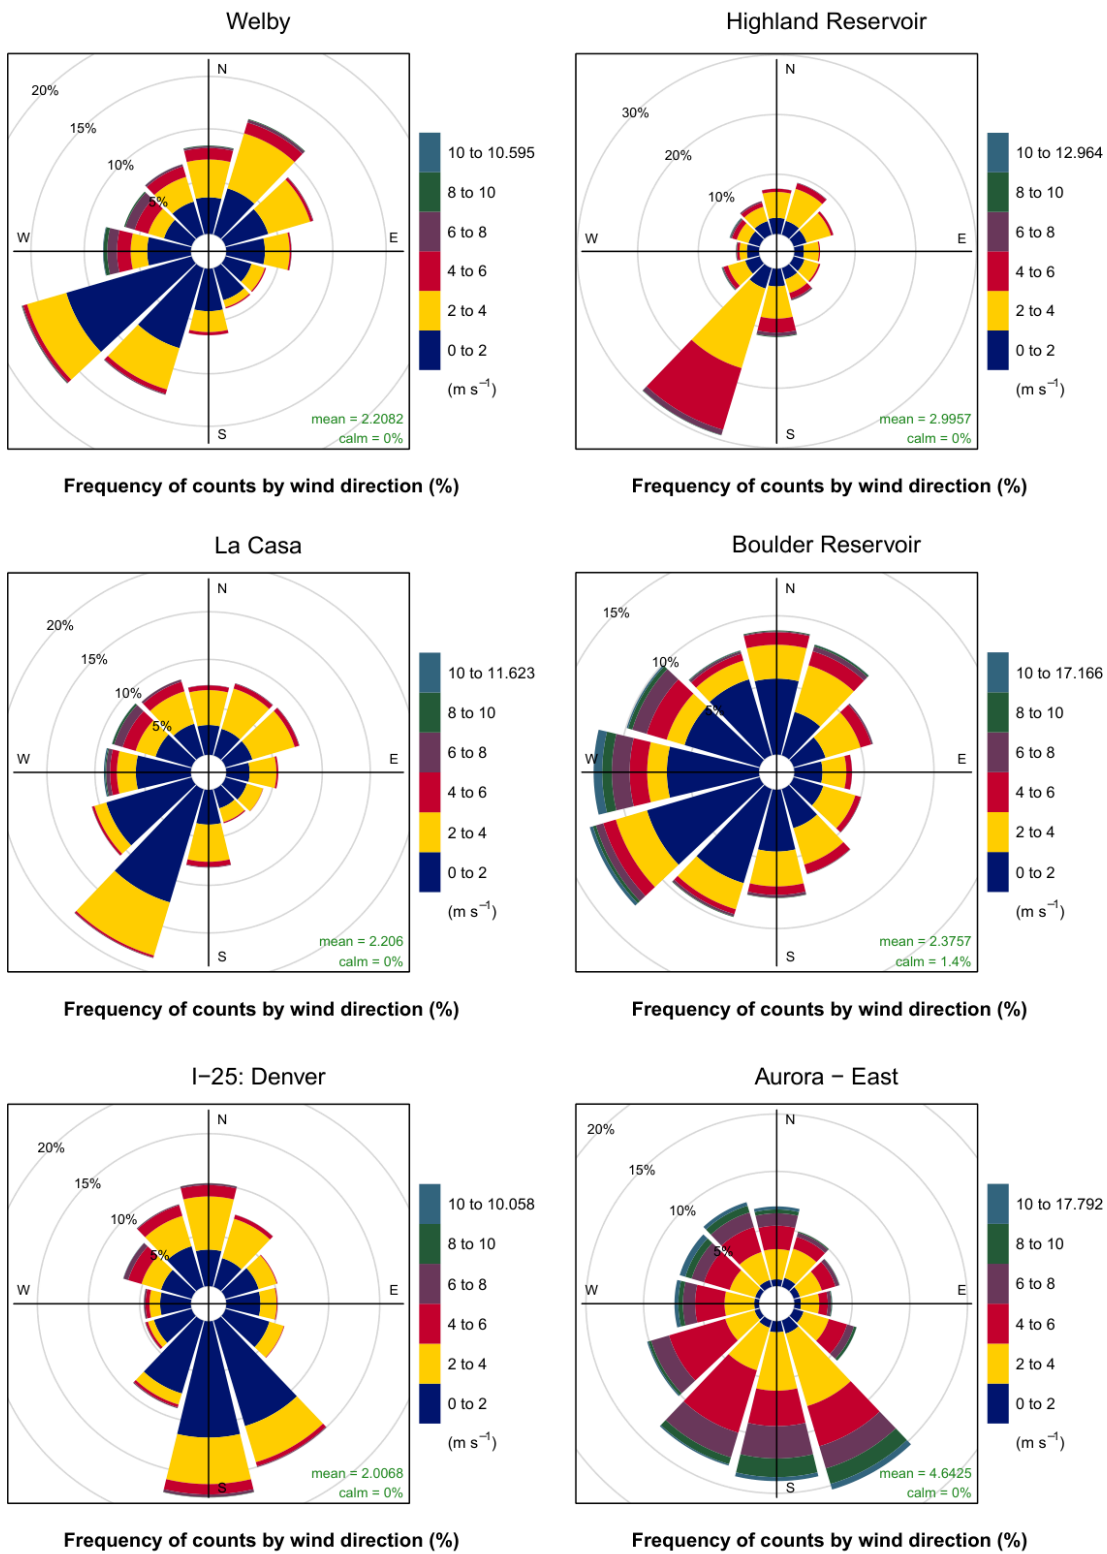 Welby
N
20%
15%
10%
5%
W
E
S
10 to 10.595
8 to 10
6 to 8
4 to 6
2 to 4
0 to 2
(m s⁻¹)
mean = 2.2082
calm = 0%
Frequency of counts by wind direction (%)
Highland Reservoir
N
30%
20%
10%
W
E
S
10 to 12.964
8 to 10
6 to 8
4 to 6
2 to 4
0 to 2
(m s⁻¹)
mean = 2.9957
calm = 0%
Frequency of counts by wind direction (%)
La Casa
N
20%
15%
10%
5%
W
E
S
10 to 11.623
8 to 10
6 to 8
4 to 6
2 to 4
0 to 2
(m s⁻¹)
mean = 2.206
calm = 0%
Frequency of counts by wind direction (%)
Boulder Reservoir
N
15%
10%
5%
W
E
S
10 to 17.166
8 to 10
6 to 8
4 to 6
2 to 4
0 to 2
(m s⁻¹)
mean = 2.3757
calm = 1.4%
Frequency of counts by wind direction (%)
I−25: Denver
N
20%
15%
10%
5%
W
E
S
10 to 10.058
8 to 10
6 to 8
4 to 6
2 to 4
0 to 2
(m s⁻¹)
mean = 2.0068
calm = 0%
Frequency of counts by wind direction (%)
Aurora − East
N
20%
15%
10%
5%
W
E
S
10 to 17.792
8 to 10
6 to 8
4 to 6
2 to 4
0 to 2
(m s⁻¹)
mean = 4.6425
calm = 0%
Frequency of counts by wind direction (%)